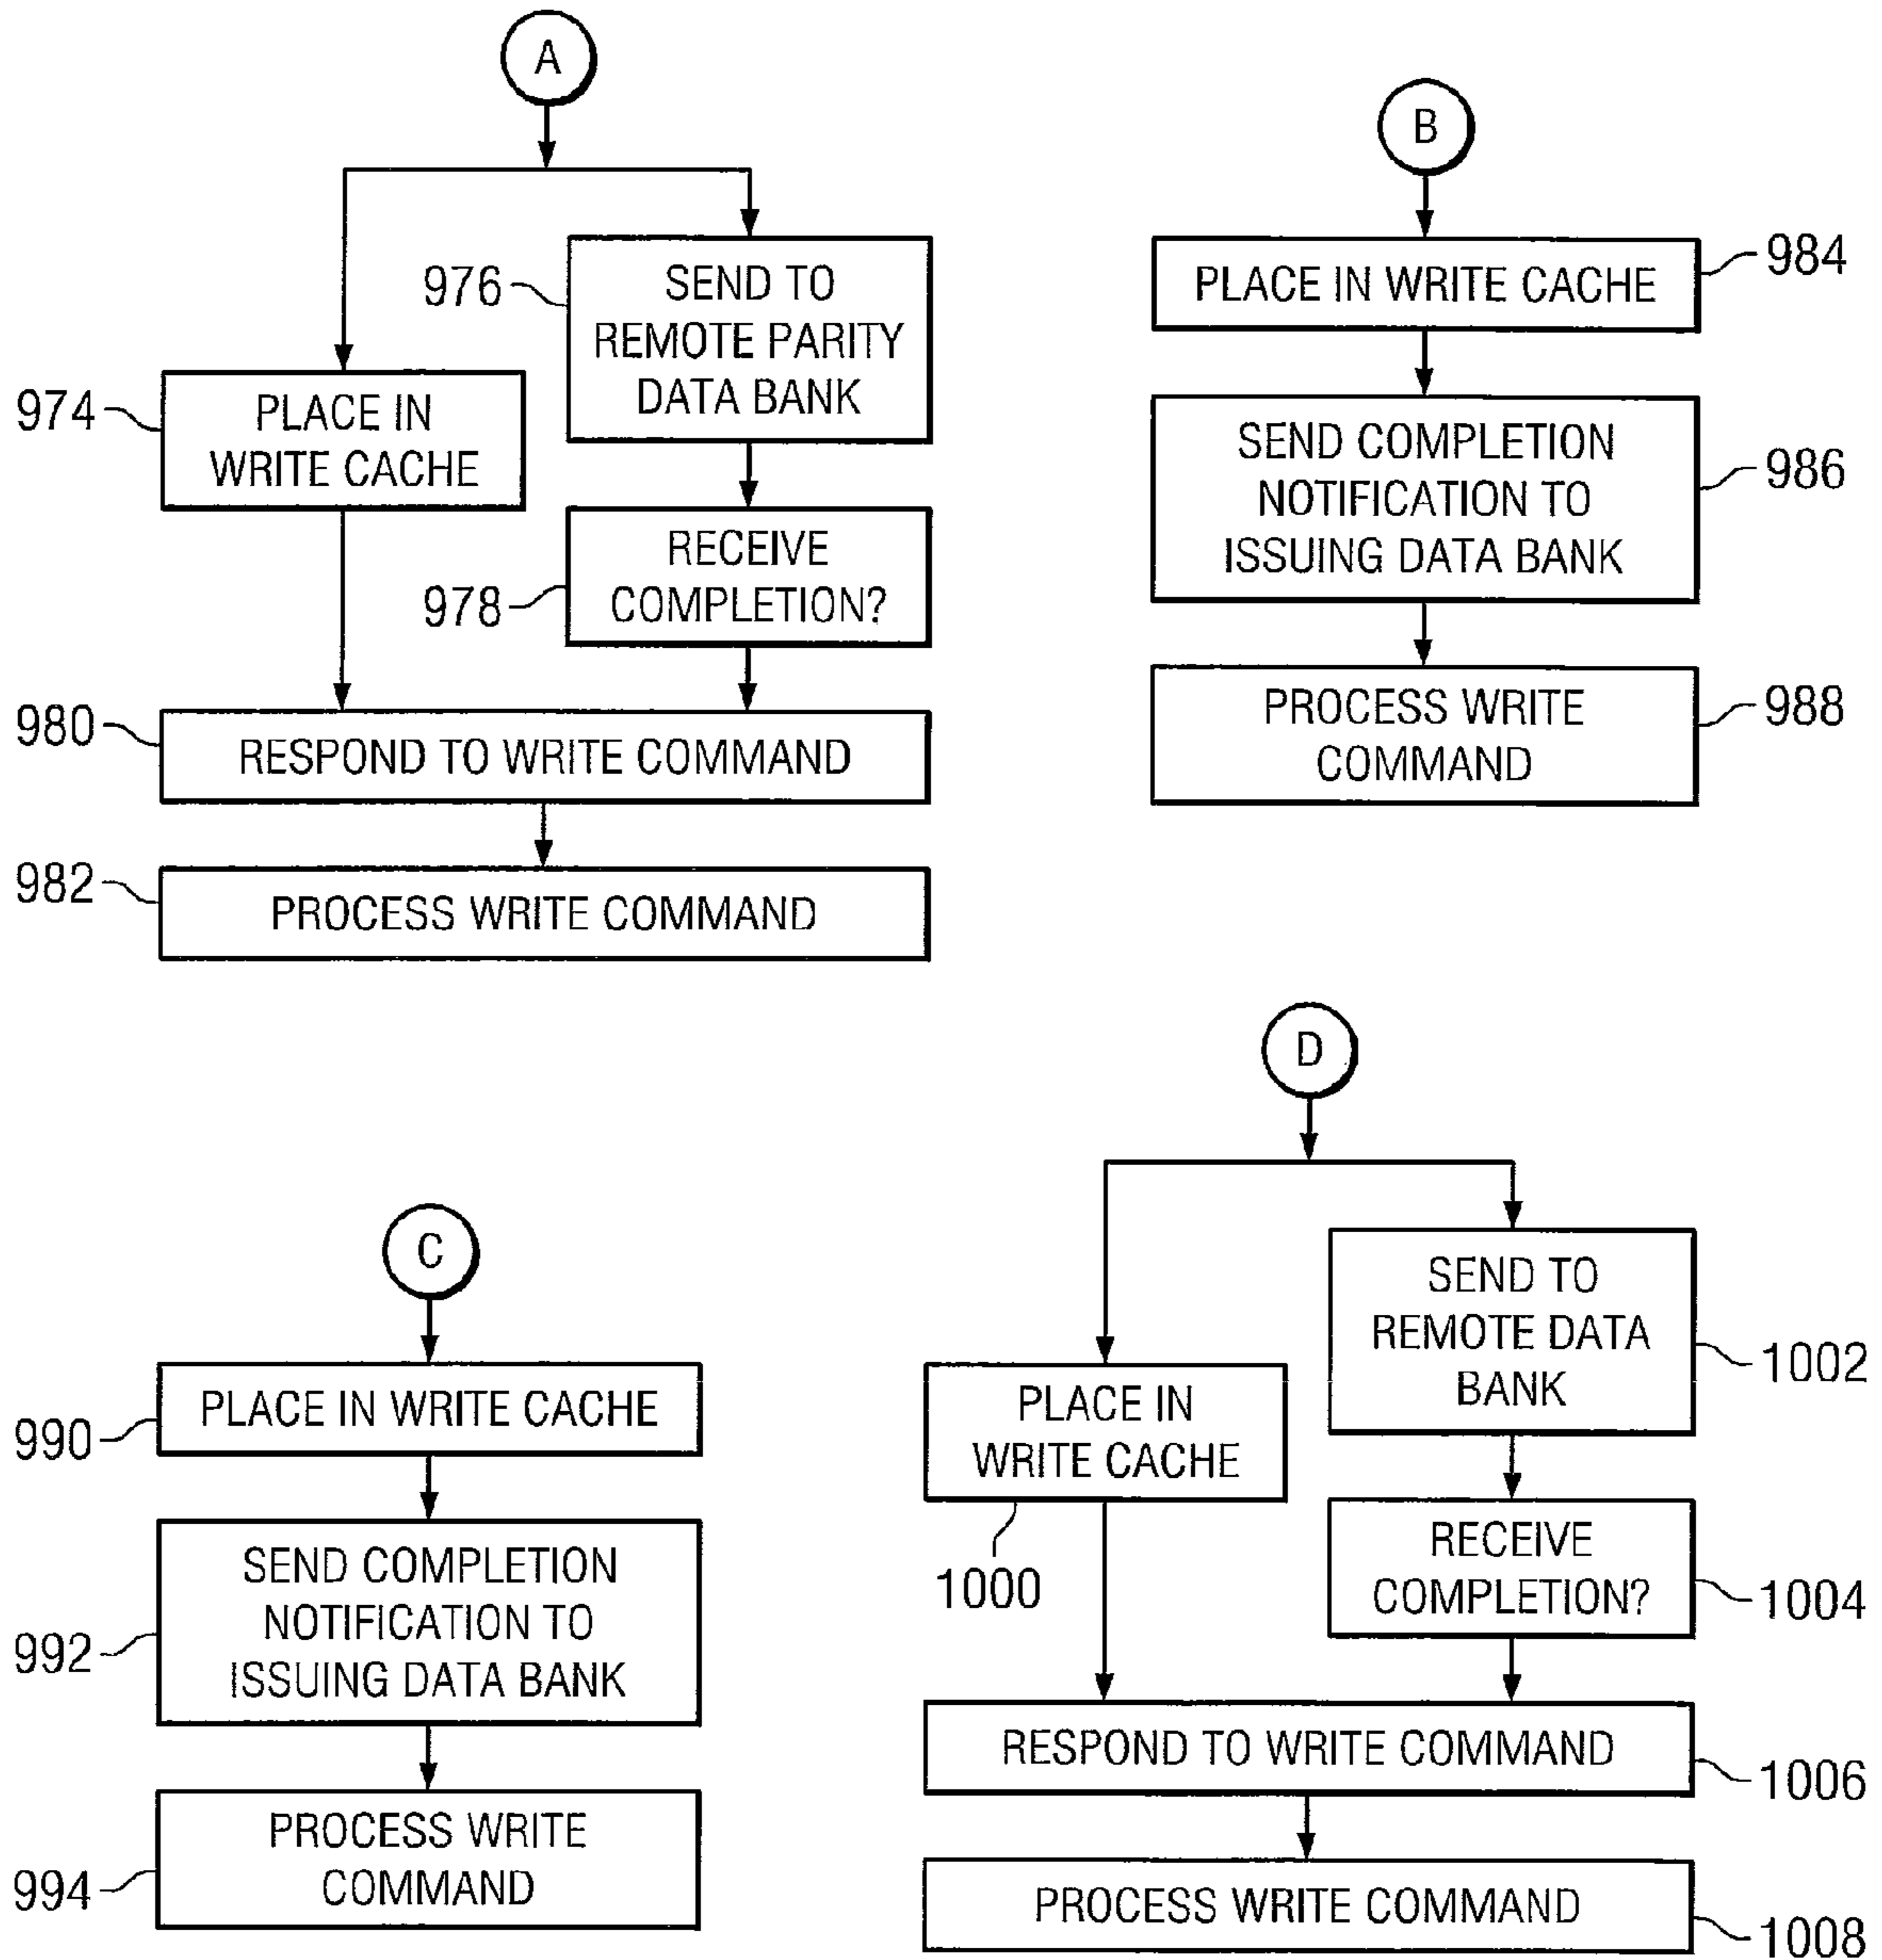 A
974
PLACE IN
WRITE CACHE
976
SEND TO
REMOTE PARITY
DATA BANK
978
RECEIVE
COMPLETION?
980
RESPOND TO WRITE COMMAND
982
PROCESS WRITE COMMAND
B
PLACE IN WRITE CACHE
984
SEND COMPLETION
NOTIFICATION TO
ISSUING DATA BANK
986
PROCESS WRITE
COMMAND
988
C
990
PLACE IN WRITE CACHE
992
SEND COMPLETION
NOTIFICATION TO
ISSUING DATA BANK
994
PROCESS WRITE
COMMAND
D
PLACE IN
WRITE CACHE
1000
SEND TO
REMOTE DATA
BANK
1002
RECEIVE
COMPLETION?
1004
RESPOND TO WRITE COMMAND
1006
PROCESS WRITE COMMAND
1008